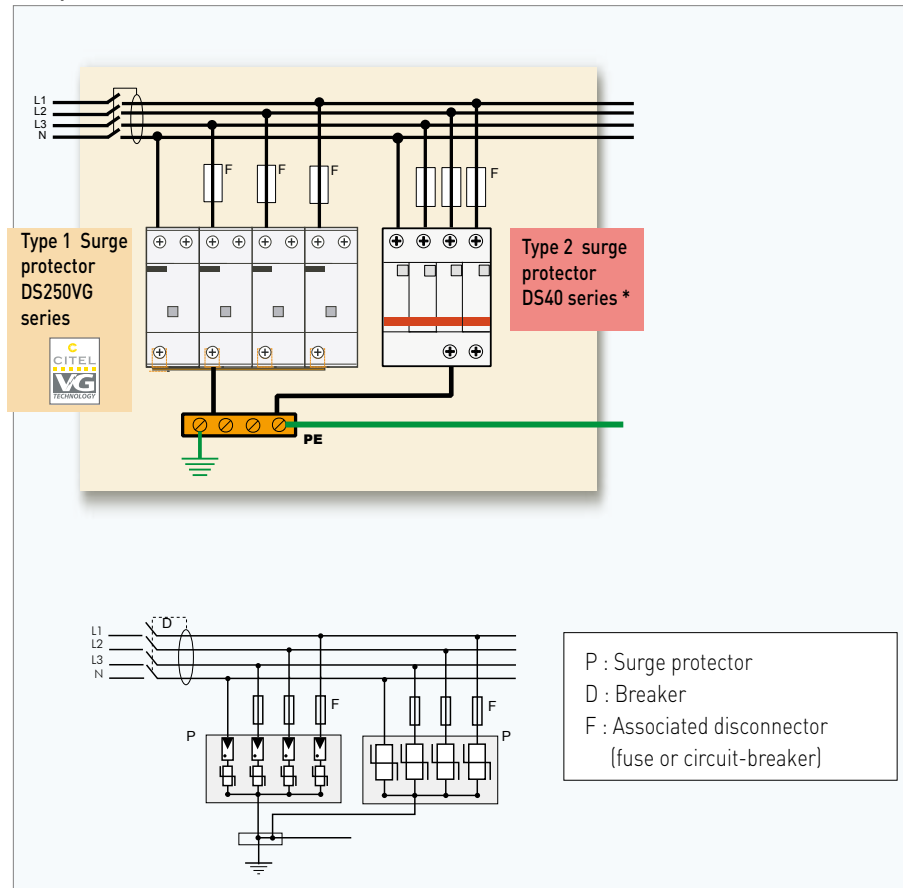 L1
L2
L3
N
F
F
F
F
Type 1 Surge
protector
DS250VG
series
C
CITEL
VG
TECHNOLOGY
Type 2 surge
protector
DS40 series *
PE
L1
L2
L3
N
D
F
F
P
P
P : Surge protector
D : Breaker
F : Associated disconnector
(fuse or circuit-breaker)